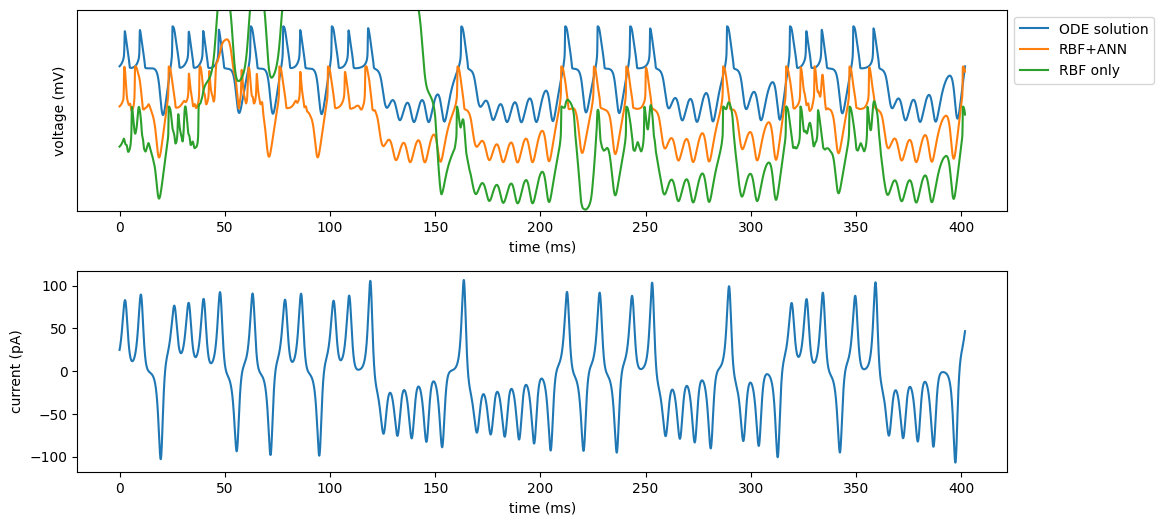 ODE solution
RBF+ANN
RBF only
voltage (mV)
0 50 100 150 200 250 300 350 400
time (ms)
100
50
0
−50
−100
current (pA)
0 50 100 150 200 250 300 350 400
time (ms)